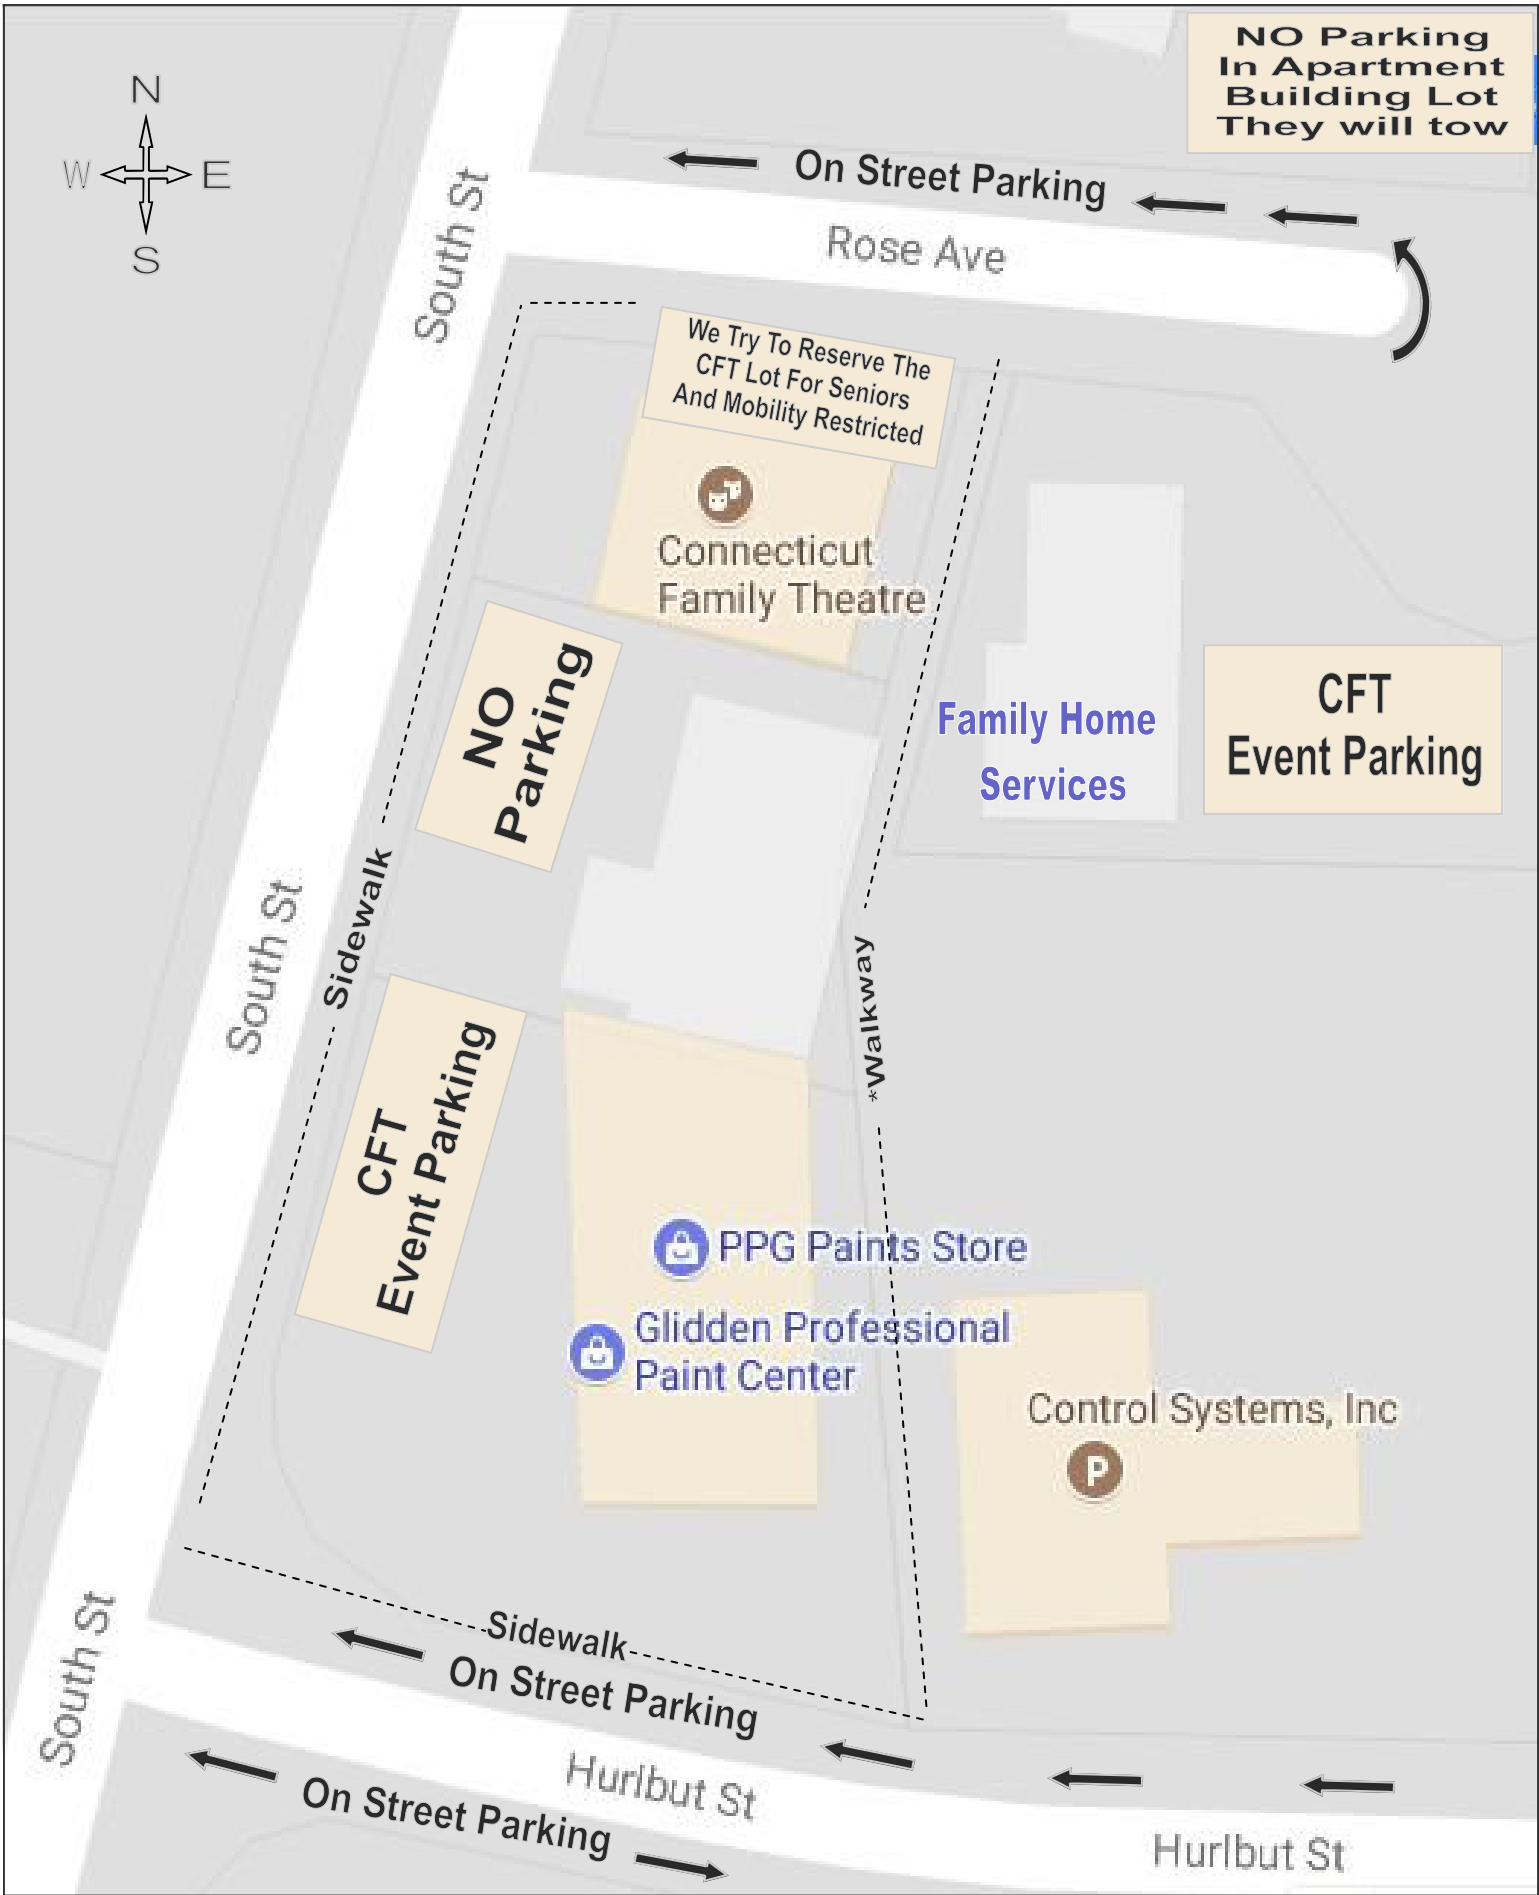 NO Parking
In Apartment
Building Lot
They will tow
N
W
E
S
On Street Parking
South St
Rose Ave
We Try To Reserve The
CFT Lot For Seniors
And Mobility Restricted
Connecticut
Family Theatre
NO
Parking
Family Home
Services
CFT
Event Parking
Sidewalk
South St
*Walkway
CFT
Event Parking
PPG Paints Store
Glidden Professional
Paint Center
Control Systems, Inc
P
Sidewalk
On Street Parking
South St
Hurlbut St
On Street Parking
Hurlbut St